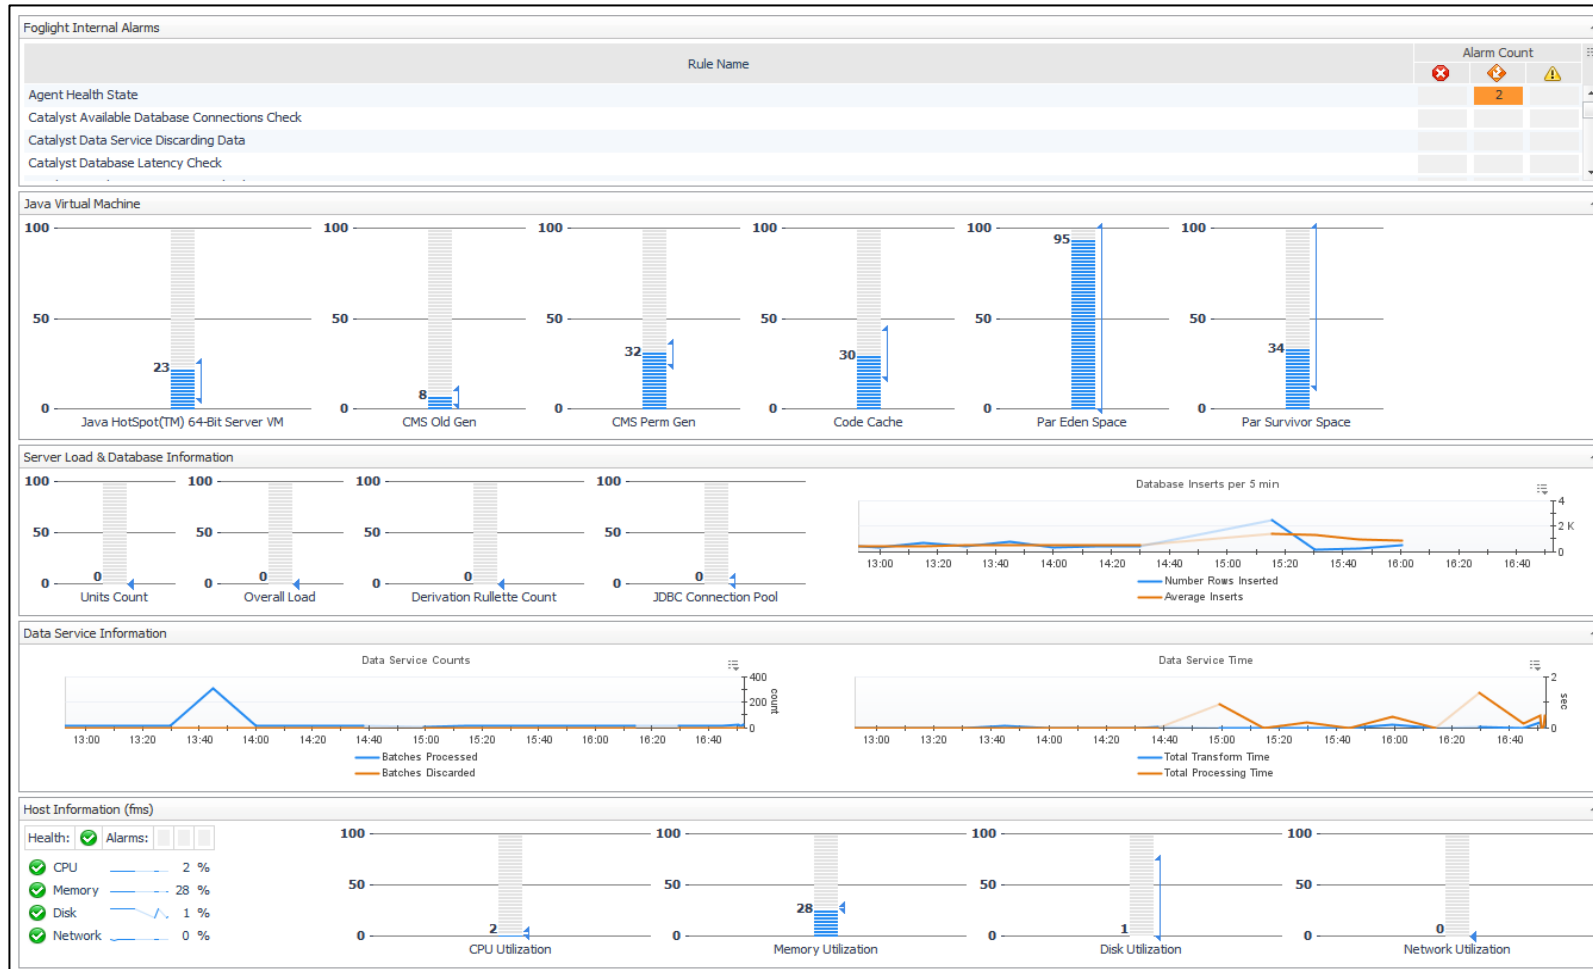 Foglight Internal Alarms
Rule Name
Alarm Count
Agent Health State
2
Catalyst Available Database Connections Check
Catalyst Data Service Discarding Data
Catalyst Database Latency Check
Java Virtual Machine
100 100 100 100 100 100
95
50 50 50 50 50 50
23 8 32 30 34
0 0 0 0 0 0
Java HotSpot(TM) 64-Bit Server VM CMS Old Gen CMS Perm Gen Code Cache Par Eden Space Par Survivor Space
Server Load & Database Information
100 100 100 100
50 50 50 50
0 0 0 0 0 0 0 0
Units Count Overall Load Derivation Rullette Count JDBC Connection Pool
Database Inserts per 5 min
4
2 K
0
13:00 13:20 13:40 14:00 14:20 14:40 15:00 15:20 15:40 16:00 16:20 16:40
Number Rows Inserted
Average Inserts
Data Service Information
Data Service Counts
400
200
0
count
13:00 13:20 13:40 14:00 14:20 14:40 15:00 15:20 15:40 16:00 16:20 16:40
Batches Processed
Batches Discarded
Data Service Time
2
0
sec
13:00 13:20 13:40 14:00 14:20 14:40 15:00 15:20 15:40 16:00 16:20 16:40
Total Transform Time
Total Processing Time
Host Information (fms)
Health: Alarms:
CPU 2 %
Memory 28 %
Disk 1 %
Network 0 %
100 100 100 100
50 50 50 50
2 28 1 0
0 0 0 0
CPU Utilization Memory Utilization Disk Utilization Network Utilization